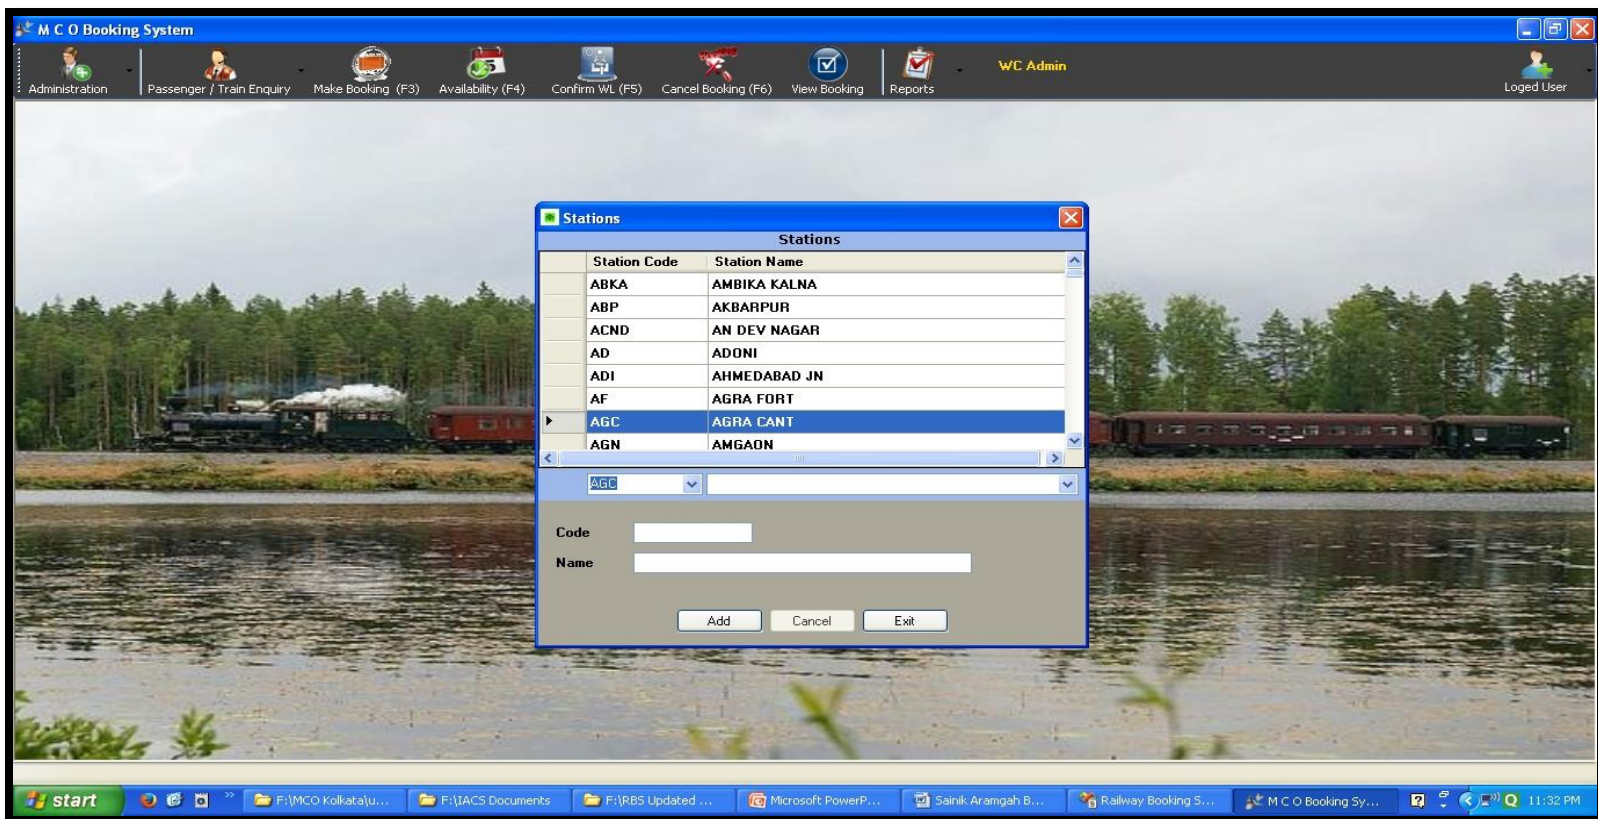 M C O Booking System
Administration
Passenger / Train Enquiry
Make Booking (F3)
Availability (F4)
Confirm WL (F5)
Cancel Booking (F6)
View Booking
Reports
WC Admin
Loged User
Stations
Stations
Station Code Station Name
ABKA AMBIKA KALNA
ABP AKBARPUR
ACND AN DEV NAGAR
AD ADONI
ADI AHMEDABAD JN
AF AGRA FORT
AGC AGRA CANT
AGN AMGAON
AGC
Code
Name
Add Cancel Exit
start
F:\MCO Kolkata\u...
F:\IACS Documents
F:\RBS Updated ...
Microsoft PowerP...
Sainik Aramgah B...
Railway Booking S...
M C O Booking Sy...
11:32 PM